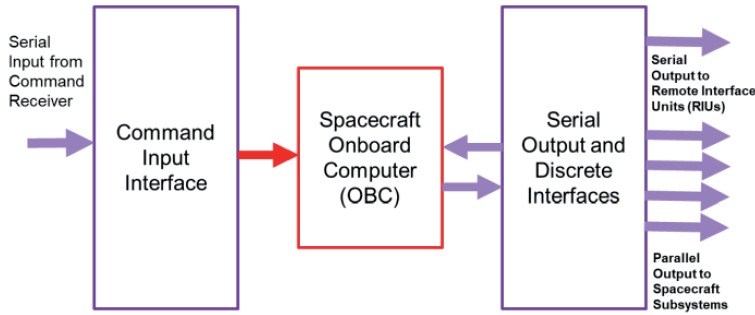 Serial
Input from
Command
Receiver
Command
Input
Interface
Spacecraft
Onboard
Computer
(OBC)
Serial
Output and
Discrete
Interfaces
Serial
Output to
Remote Interface
Units (RIUs)
Parallel
Output to
Spacecraft
Subsystems